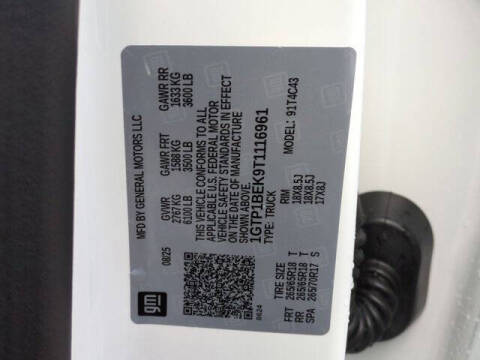 MFD BY GENERAL MOTORS LLC
08/25 GVWR GAWR FRT GAWR RR
2767 KG 1588 KG 1633 KG
6100 LB 3500 LB 3600 LB
THIS VEHICLE CONFORMS TO ALL
APPLICABLE U.S. FEDERAL MOTOR
VEHICLE SAFETY STANDARDS IN EFFECT
ON THE DATE OF MANUFACTURE
SHOWN ABOVE.
1GTP1BEK9T1116961
TYPE: TRUCK MODEL: 91T4C43
gm
0624
TIRE SIZE RIM
FRT 265/65R18 T 18X8.5J
RR 265/65R18 T 18X8.5J
SPA 265/70R17 S 17X8J